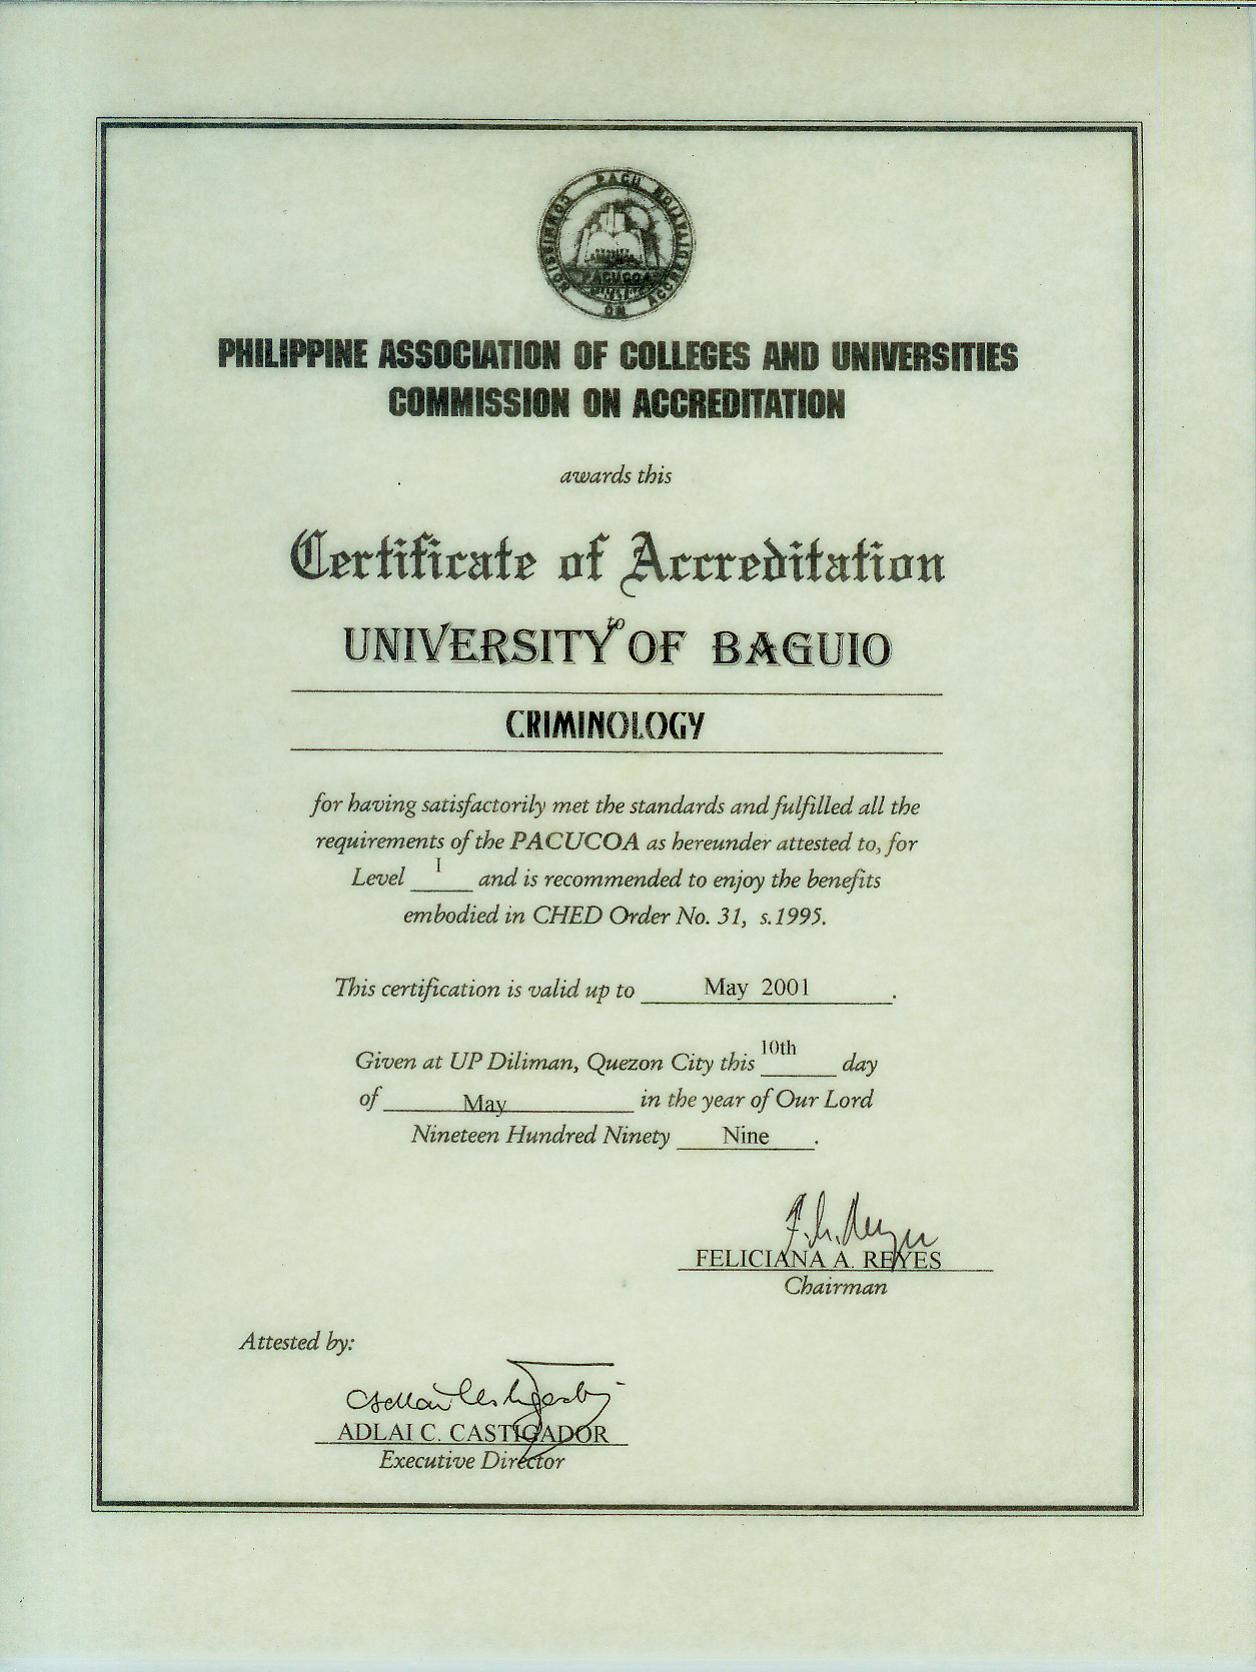 PACU COMMISSION ON ACCREDITATION
PACUCOA
PHILIPPINE ASSOCIATION OF COLLEGES AND UNIVERSITIES
COMMISSION ON ACCREDITATION
awards this
Certificate of Accreditation
to
UNIVERSITY OF BAGUIO
CRIMINOLOGY
for having satisfactorily met the standards and fulfilled all the
requirements of the PACUCOA as hereunder attested to, for
Level I and is recommended to enjoy the benefits
embodied in CHED Order No. 31, s.1995.
This certification is valid up to May 2001.
Given at UP Diliman, Quezon City this 10th day
of May in the year of Our Lord
Nineteen Hundred Ninety Nine.
FELICIANA A. REYES
Chairman
Attested by:
ADLAI C. CASTIGADOR
Executive Director